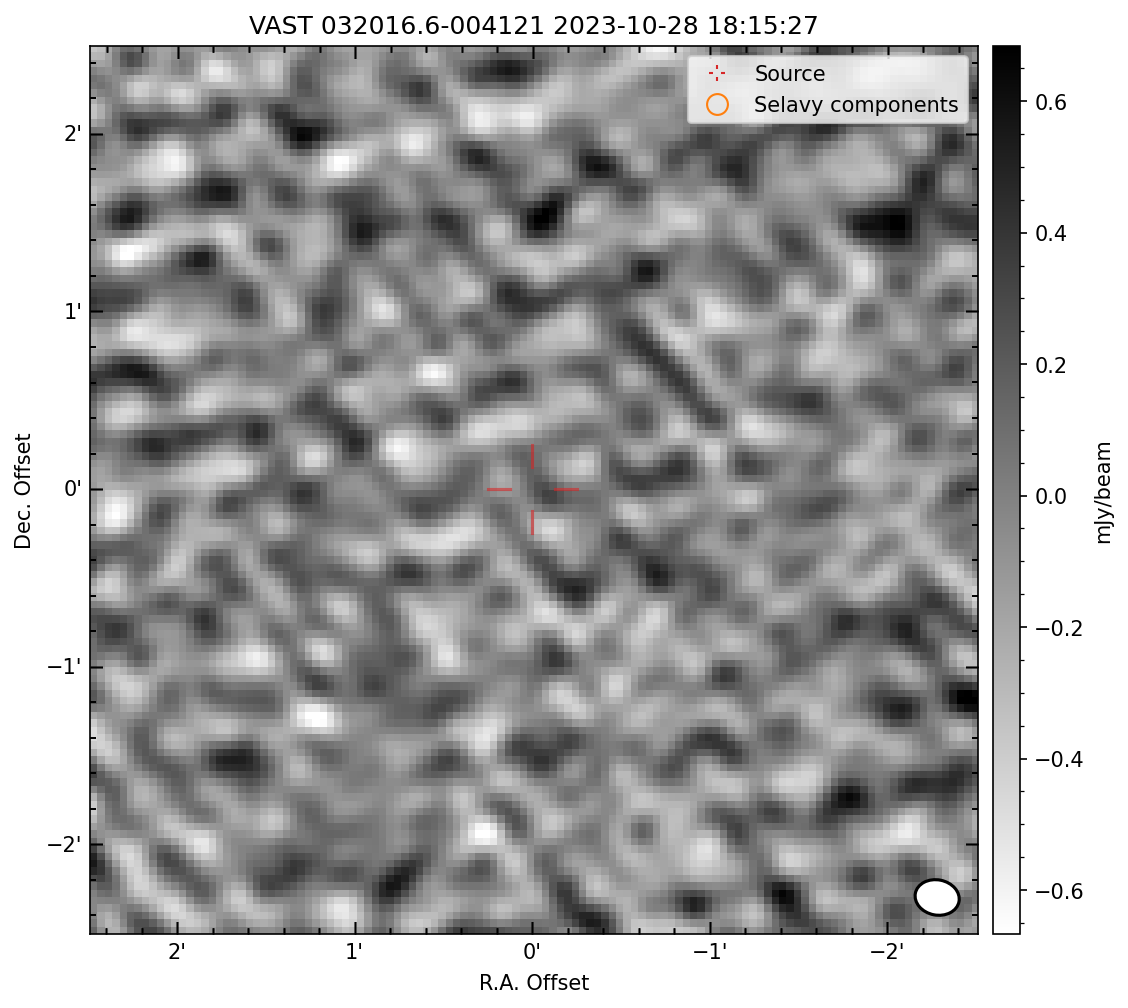 VAST 032016.6-004121 2023-10-28 18:15:27
Source
Selavy components
2'
1'
0'
−1'
−2'
Dec. Offset
2'
1'
0'
−1'
−2'
R.A. Offset
0.6
0.4
0.2
0.0
−0.2
−0.4
−0.6
mJy/beam